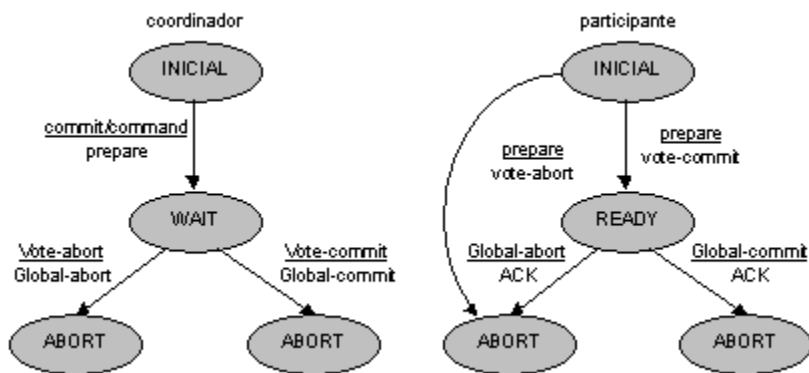 coordinador
participante
INICIAL
INICIAL
commit/command
prepare
prepare
vote-abort
prepare
vote-commit
WAIT
READY
Vote-abort
Global-abort
Vote-commit
Global-commit
Global-abort
ACK
Global-commit
ACK
ABORT
ABORT
ABORT
ABORT